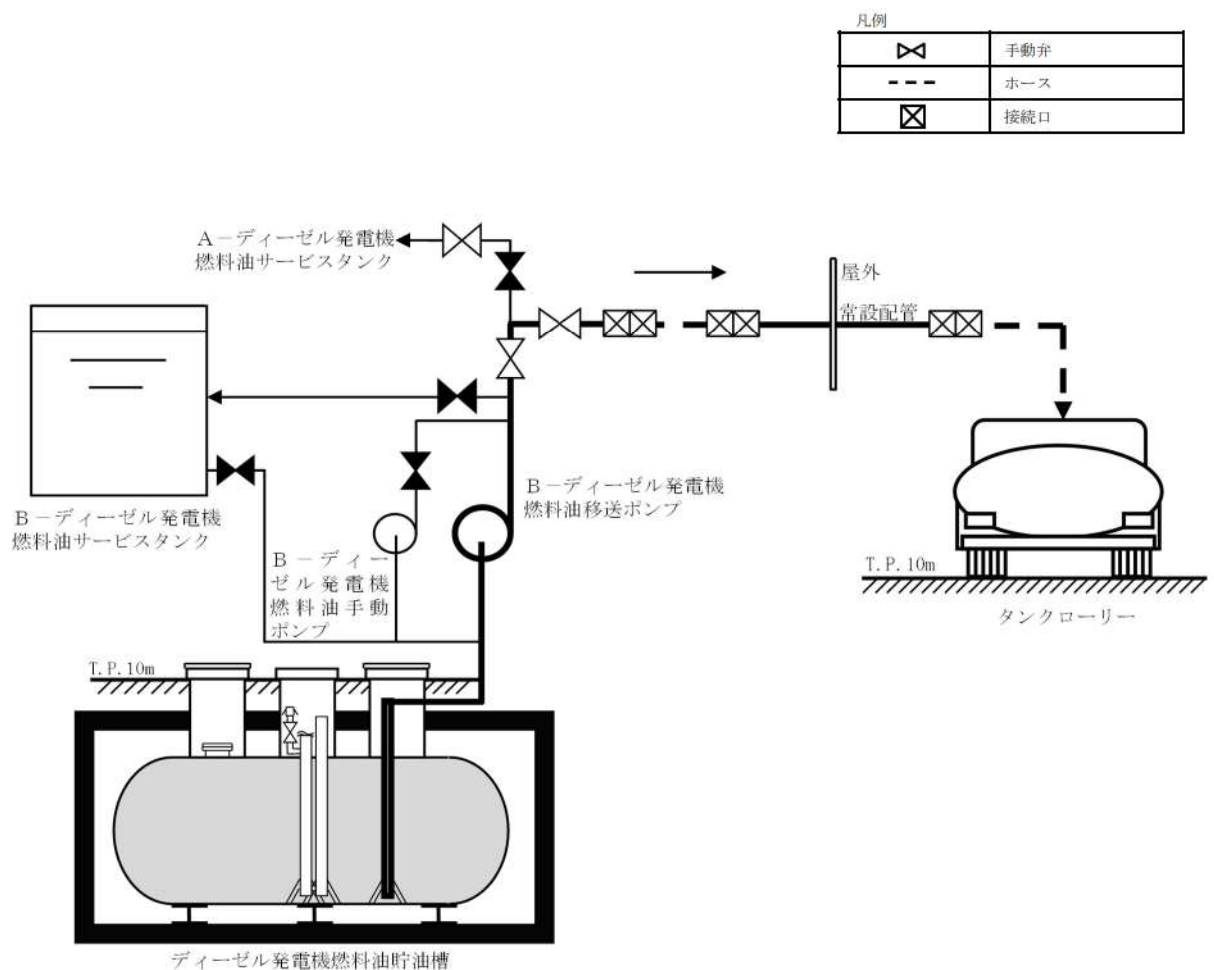 凡例
手動弁
ホース
接続口
A－ディーゼル発電機
燃料油サービスタンク
屋外
常設配管
B－ディーゼル発電機
燃料油移送ポンプ
B－ディーゼル発電機
燃料油サービスタンク
B－ディー
ゼル発電機
燃料油手動
ポンプ
T.P.10m
タンクローリー
T.P.10m
ディーゼル発電機燃料油貯油槽